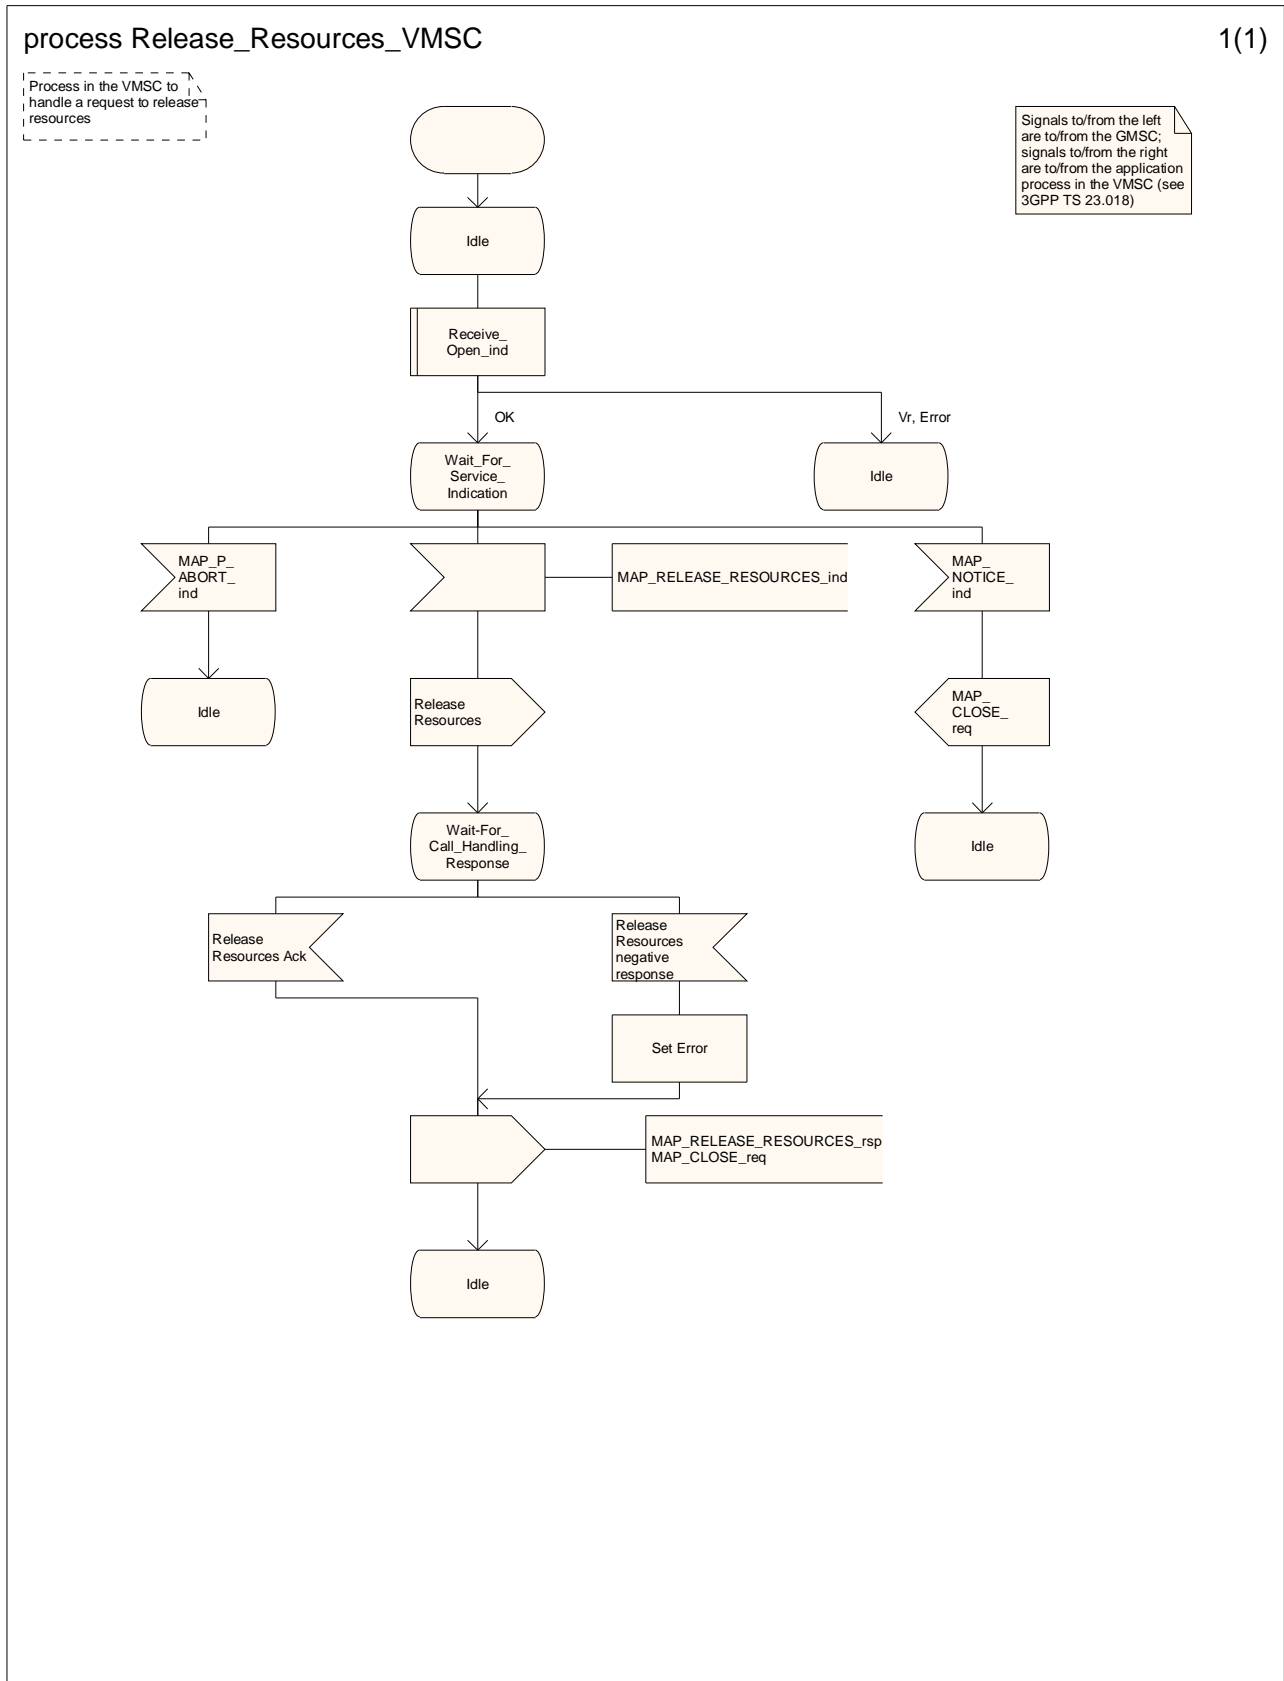 process Release_Resources_VMSC
1(1)
Process in the VMSC to
handle a request to release
resources
Signals to/from the left
are to/from the GMSC;
signals to/from the right
are to/from the application
process in the VMSC (see
3GPP TS 23.018)
Idle
Receive_
Open_ind
OK
Vr, Error
Wait_For_
Service_
Indication
Idle
MAP_P_
ABORT_
ind
MAP_RELEASE_RESOURCES_ind
MAP_
NOTICE_
ind
Idle
Release
Resources
MAP_
CLOSE_
req
Wait-For_
Call_Handling_
Response
Idle
Release
Resources Ack
Release
Resources
negative
response
Set Error
MAP_RELEASE_RESOURCES_rsp
MAP_CLOSE_req
Idle